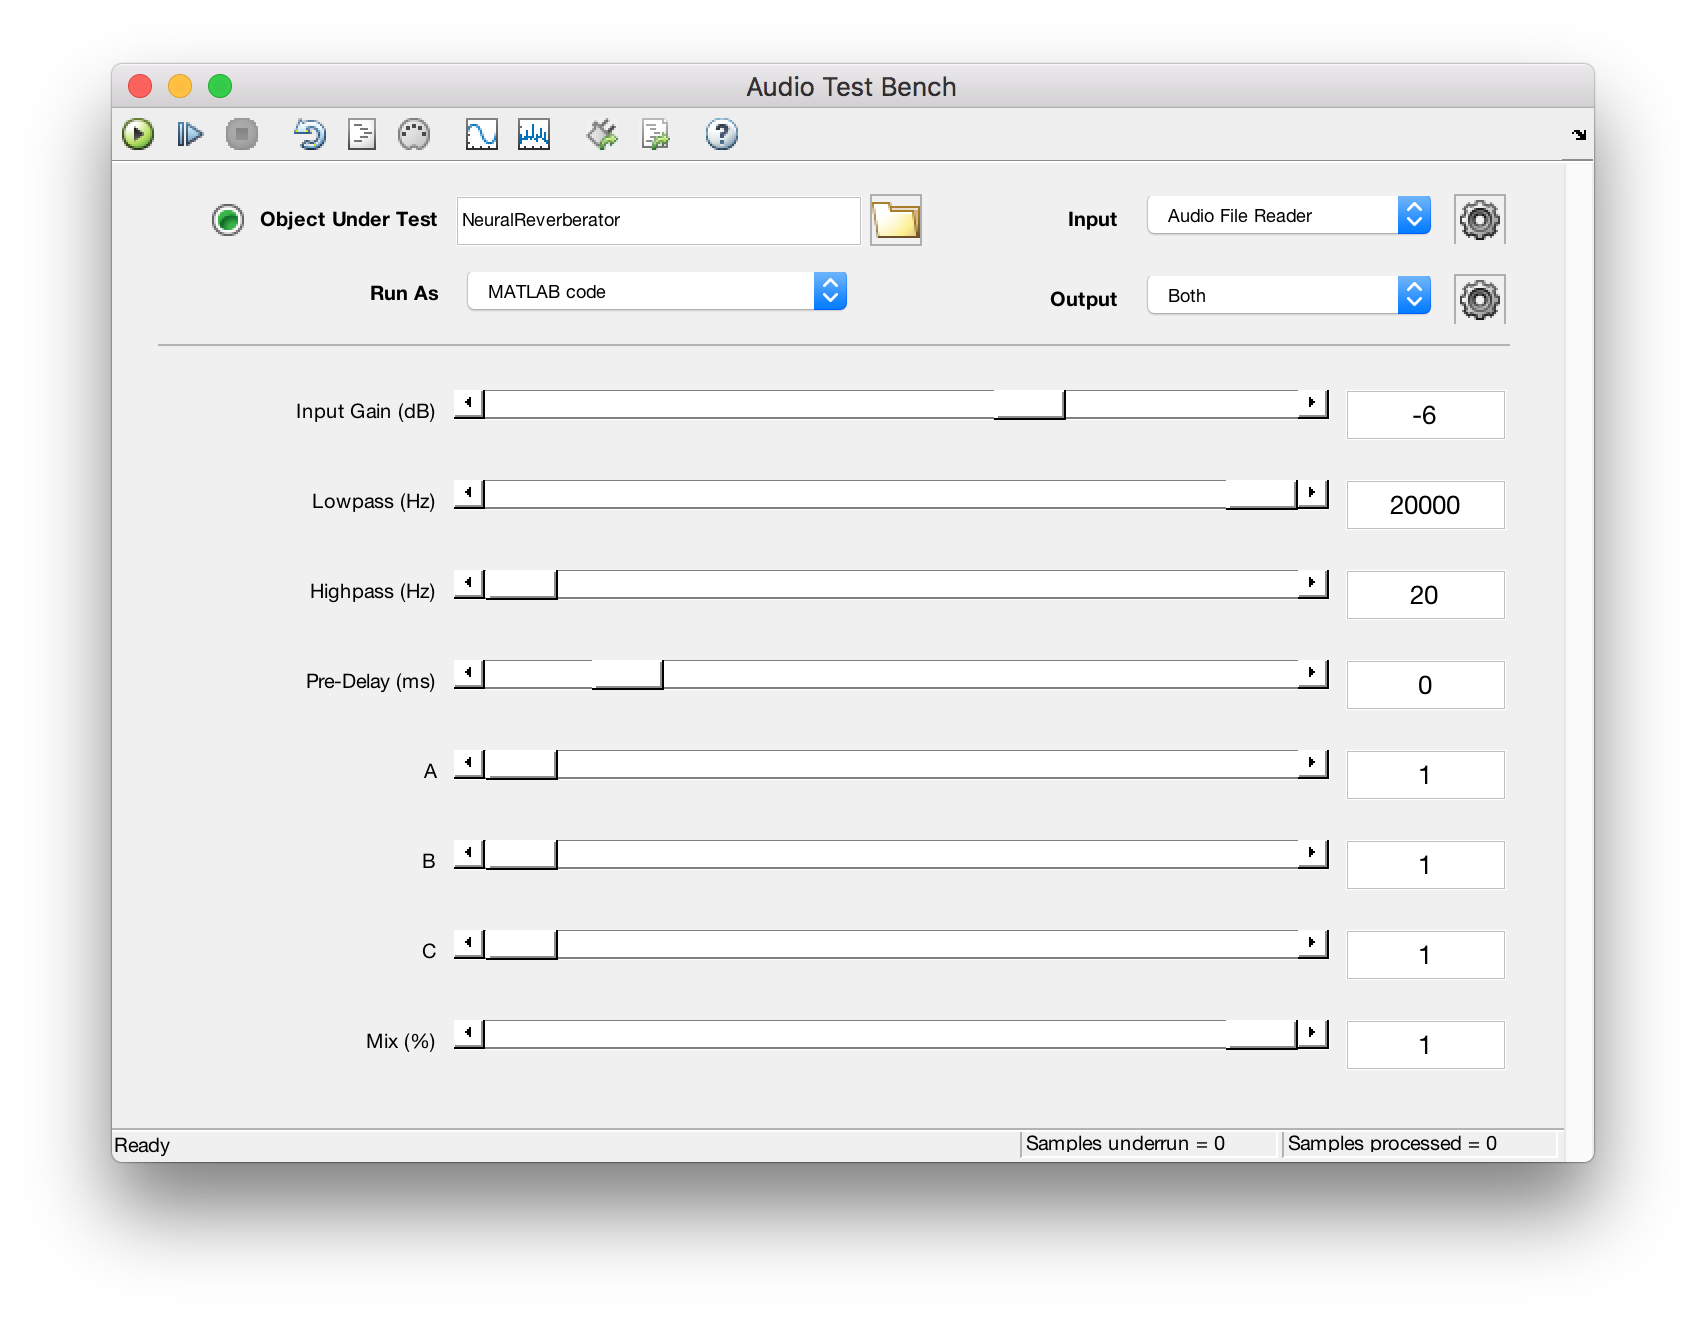 Audio Test Bench
Object Under Test NeuralReverberator Input Audio File Reader
Run As MATLAB code Output Both
Input Gain (dB) -6
Lowpass (Hz) 20000
Highpass (Hz) 20
Pre-Delay (ms) 0
A 1
B 1
C 1
Mix (%) 1
Ready Samples underrun = 0 Samples processed = 0